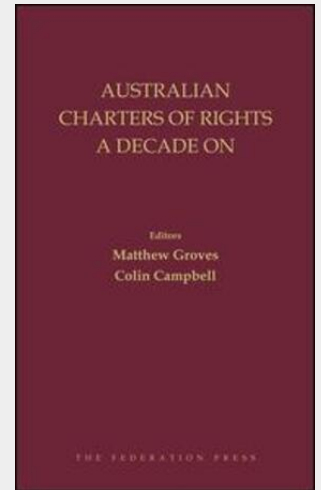 AUSTRALIAN
CHARTERS OF RIGHTS
A DECADE ON
Editors
Matthew Groves
Colin Campbell
THE FEDERATION PRESS